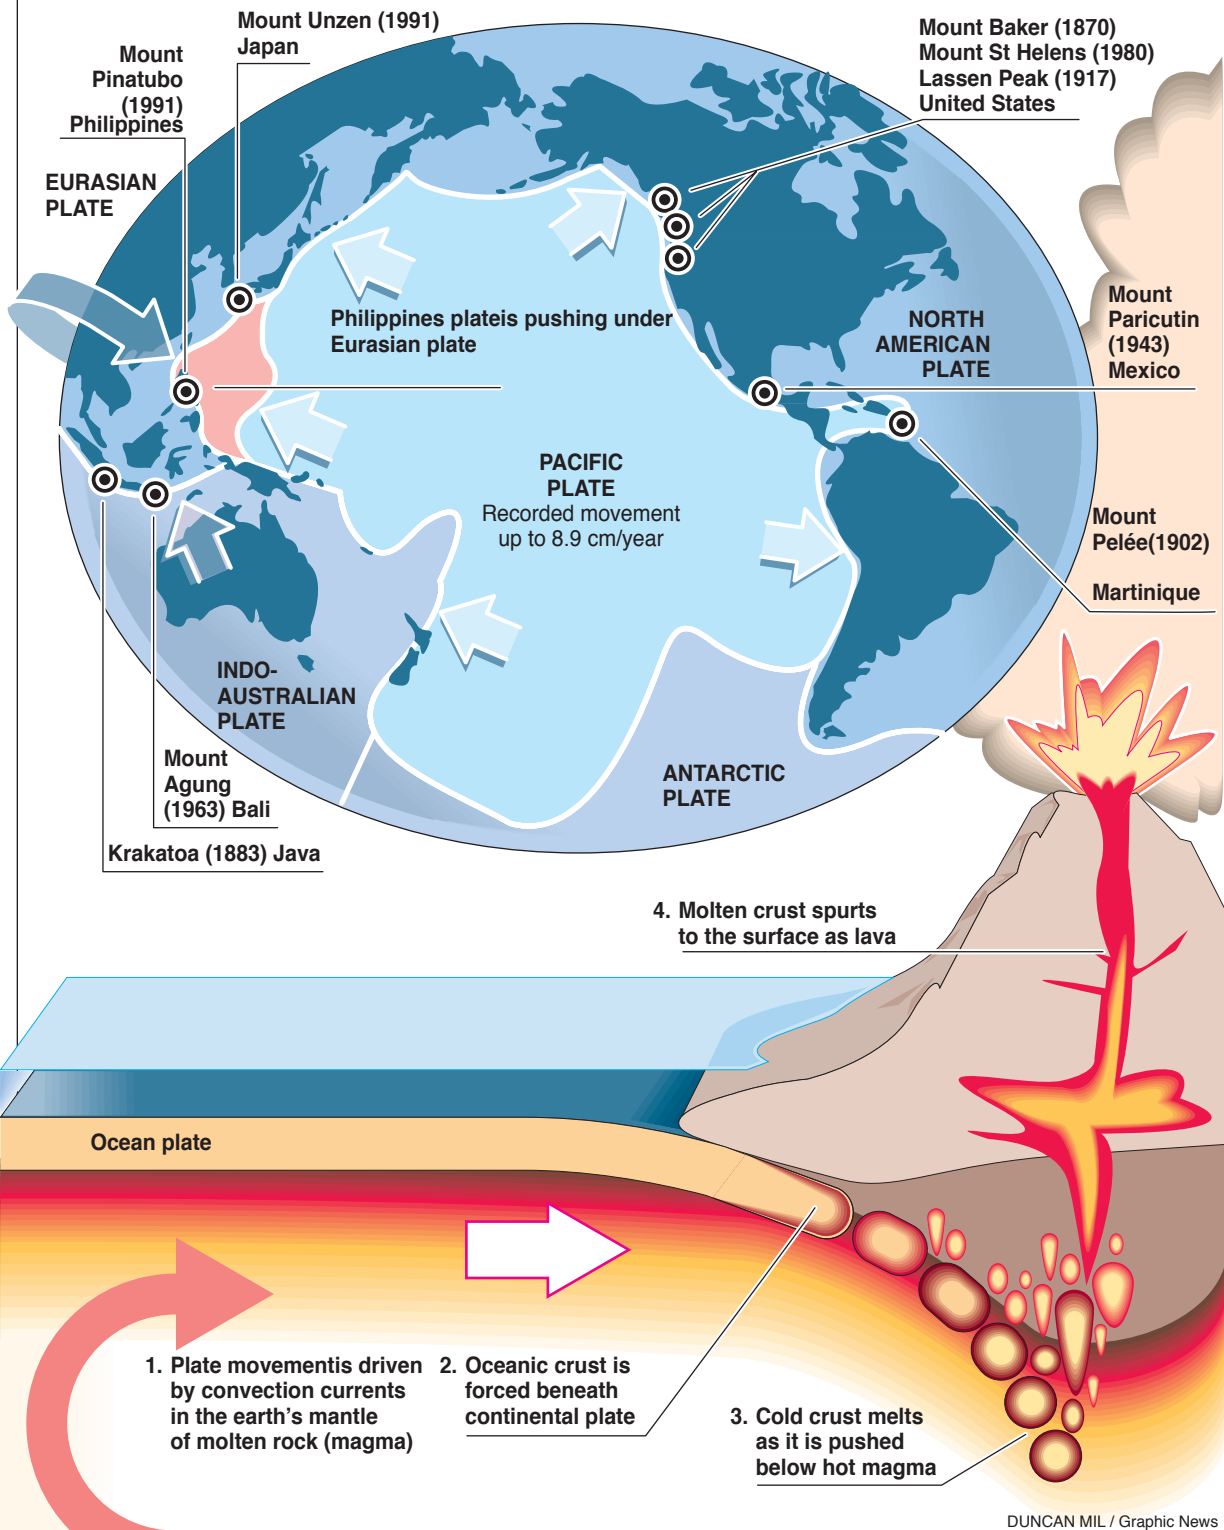 Mount Unzen (1991)
Japan
Mount
Pinatubo
(1991)
Philippines
Mount Baker (1870)
Mount St Helens (1980)
Lassen Peak (1917)
United States
EURASIAN
PLATE
Philippines plateis pushing under
Eurasian plate
NORTH
AMERICAN
PLATE
Mount
Paricutin
(1943)
Mexico
PACIFIC
PLATE
Recorded movement
up to 8.9 cm/year
Mount
Pelée(1902)
Martinique
INDO-
AUSTRALIAN
PLATE
ANTARCTIC
PLATE
Mount
Agung
(1963) Bali
Krakatoa (1883) Java
4. Molten crust spurts
to the surface as lava
Ocean plate
1. Plate movementis driven
by convection currents
in the earth's mantle
of molten rock (magma)
2. Oceanic crust is
forced beneath
continental plate
3. Cold crust melts
as it is pushed
below hot magma
DUNCAN MIL / Graphic News